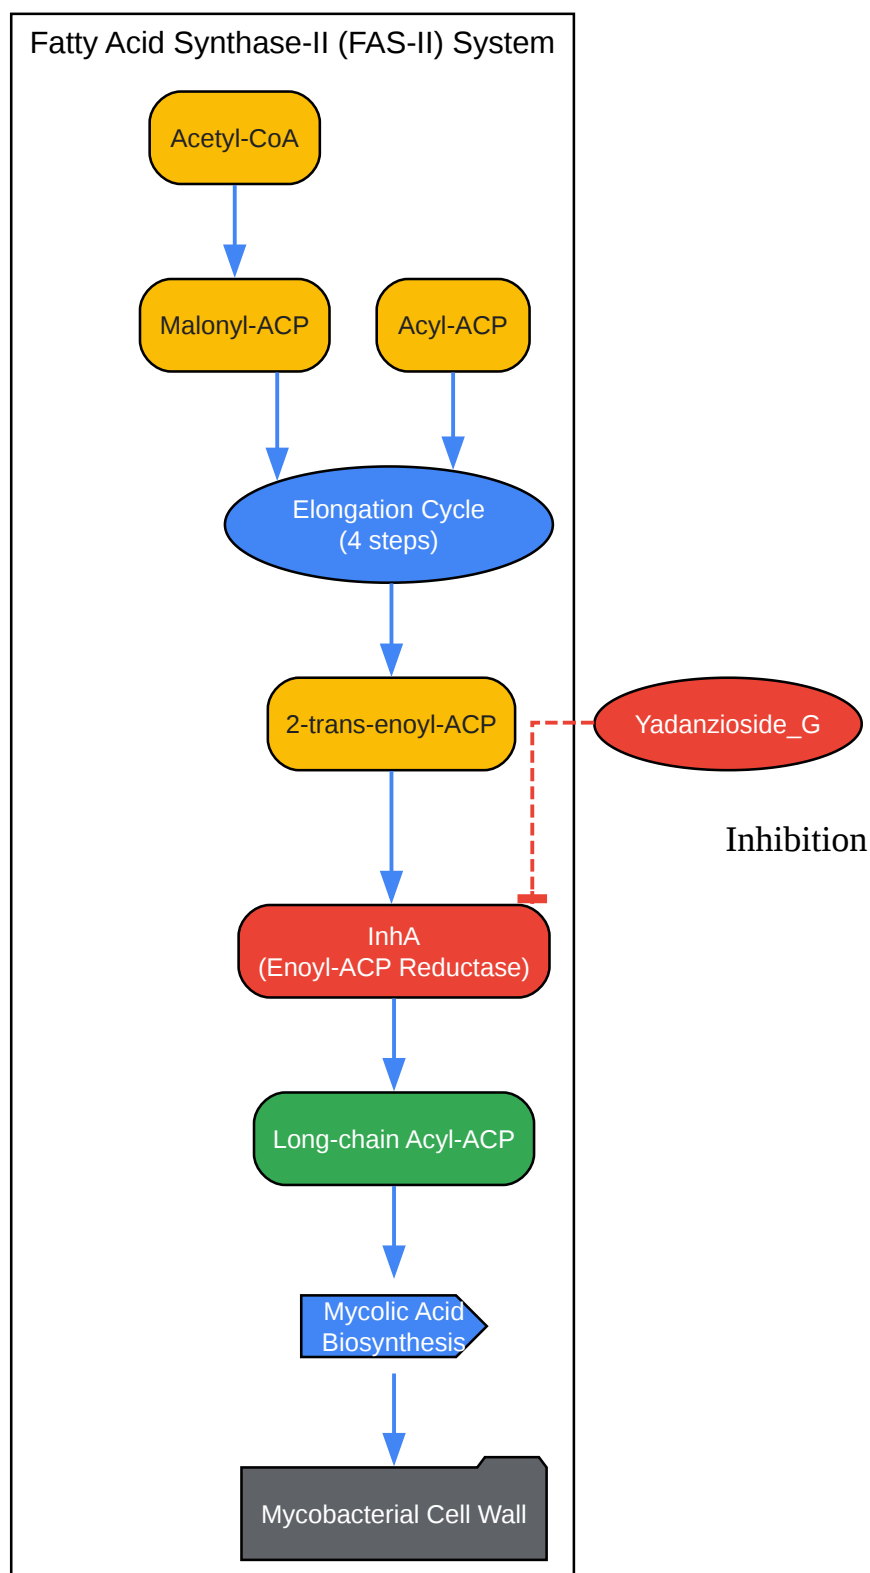 Fatty Acid Synthase-II (FAS-II) System
Acetyl-CoA
Malonyl-ACP
Acyl-ACP
Elongation Cycle
(4 steps)
2-trans-enoyl-ACP
Yadanzioside_G
Inhibition
InhA
(Enoyl-ACP Reductase)
Long-chain Acyl-ACP
Mycolic Acid
Biosynthesis
Mycobacterial Cell Wall